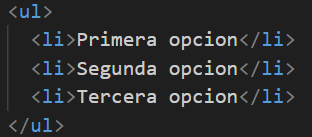 <ul>
<li>Primera opcion</li>
<li>Segunda opcion</li>
<li>Tercera opcion</li>
</ul>